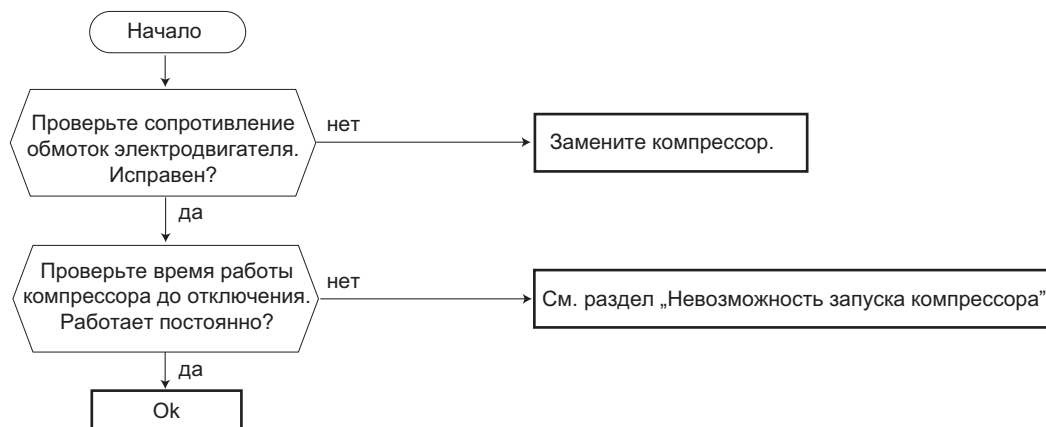 Начало
Проверьте сопротивление
обмоток электродвигателя.
Исправен?
нет
Замените компрессор.
да
Проверьте время работы
компрессора до отключения.
Работает постоянно?
нет
См. раздел „Невозможность запуска компрессора”
да
Ok